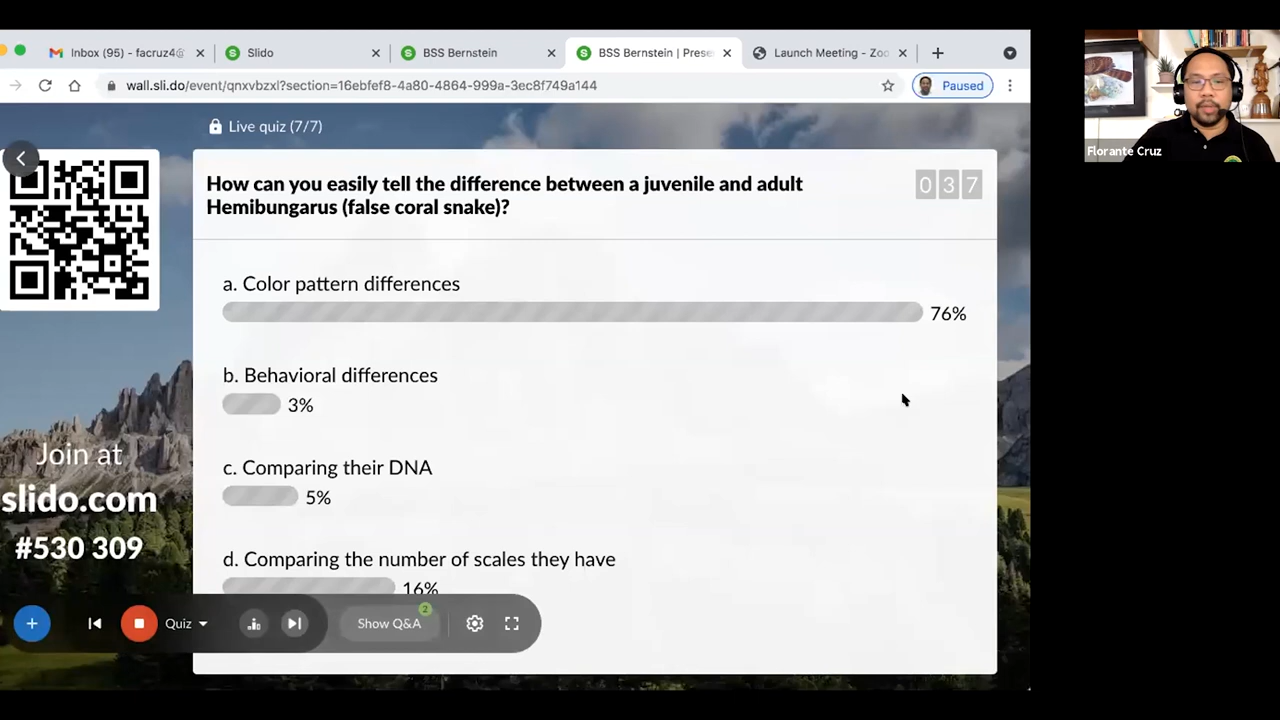 Inbox (95) - facruz4@
Slido
BSS Bernstein
BSS Bernstein | Prese
Launch Meeting - Zoo
wall.sli.do/event/qnxvbzxl?section=16ebfef8-4a80-4864-999a-3ec8f749a144
Paused
Live quiz (7/7)
How can you easily tell the difference between a juvenile and adult
Hemibungarus (false coral snake)?
037
a. Color pattern differences
76%
b. Behavioral differences
3%
c. Comparing their DNA
5%
d. Comparing the number of scales they have
16%
Join at
slido.com
#530 309
Quiz
Show Q&A
2
Florante Cruz